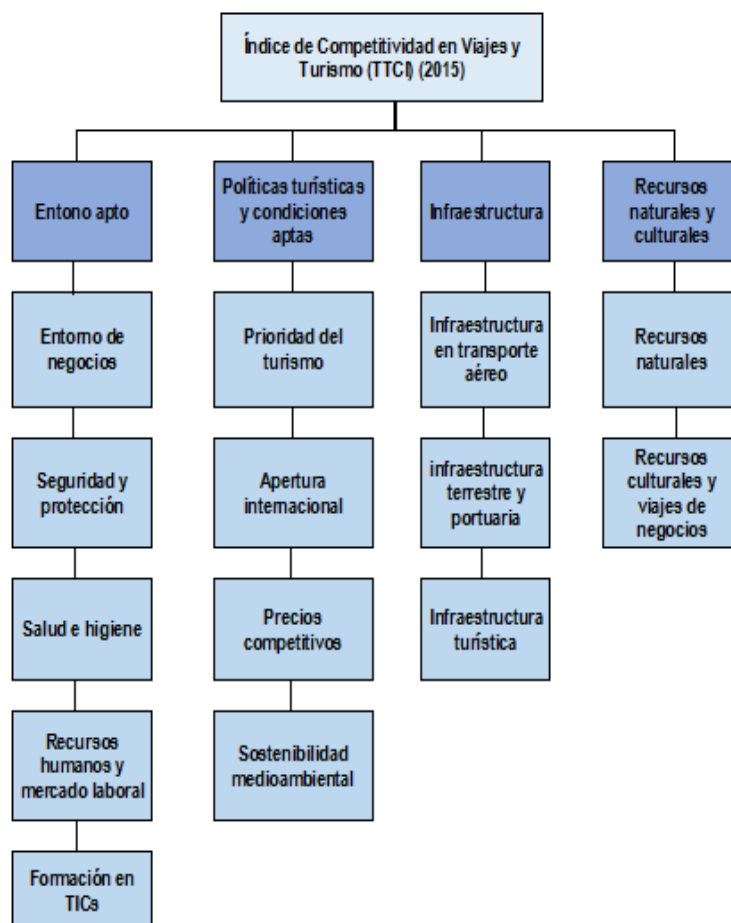 Índice de Competitividad en Viajes y
Turismo (TTCI) (2015)
Entono apto
Políticas turísticas
y condiciones
aptas
Infraestructura
Recursos
naturales y
culturales
Entorno de
negocios
Prioridad del
turismo
Infraestructura
en transporte
aéreo
Recursos
naturales
Seguridad y
protección
Apertura
internacional
infraestructura
terrestre y
portuaria
Recursos
culturales y
viajes de
negocios
Salud e higiene
Precios
competitivos
Infraestructura
turística
Recursos
humanos y
mercado laboral
Sostenibilidad
medioambiental
Formación en
TICs